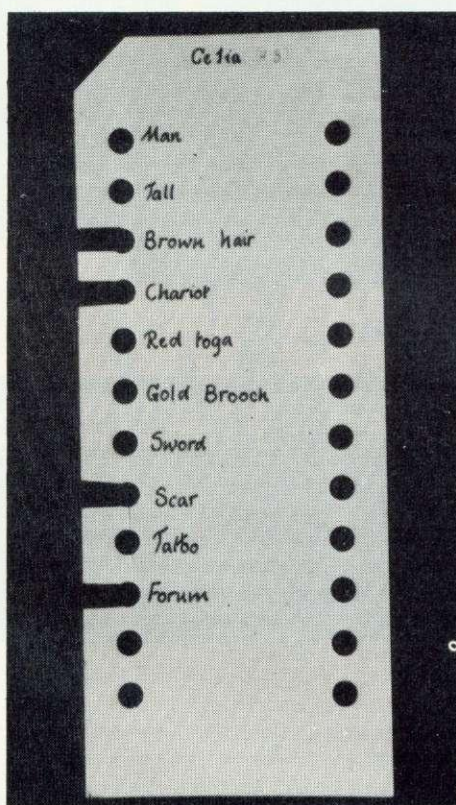 Celia
Man
Tall
Brown hair
Chariot
Red toga
Gold Brooch
Sword
Scar
Tattoo
Forum